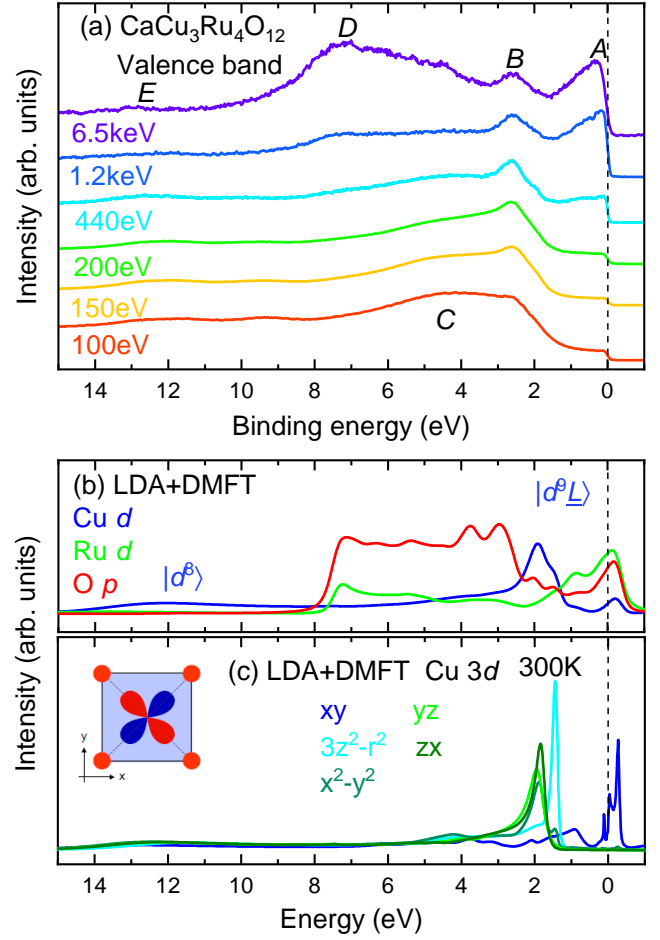 (a) CaCu₃Ru₄O₁₂
Valence band
A
B
C
D
E
6.5keV
1.2keV
440eV
200eV
150eV
100eV
Intensity (arb. units)
14 12 10 8 6 4 2 0
Binding energy (eV)
(b) LDA+DMFT
Cu d
Ru d
O p
|d⁸⟩
|d⁹L̲⟩
(c) LDA+DMFT Cu 3d 300K
xy yz
3z²-r² zx
x²-y²
y
x
Intensity (arb. units)
14 12 10 8 6 4 2 0
Energy (eV)